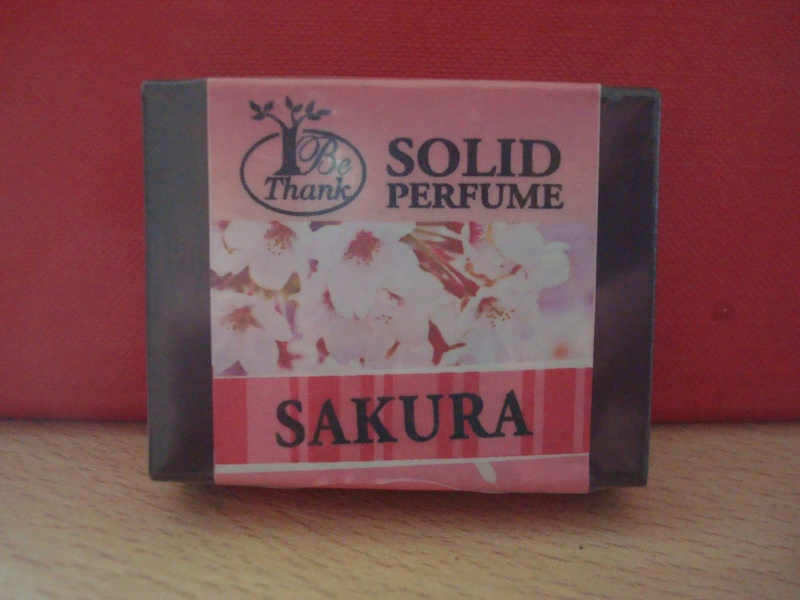 Be
Thank
SOLID
PERFUME
SAKURA